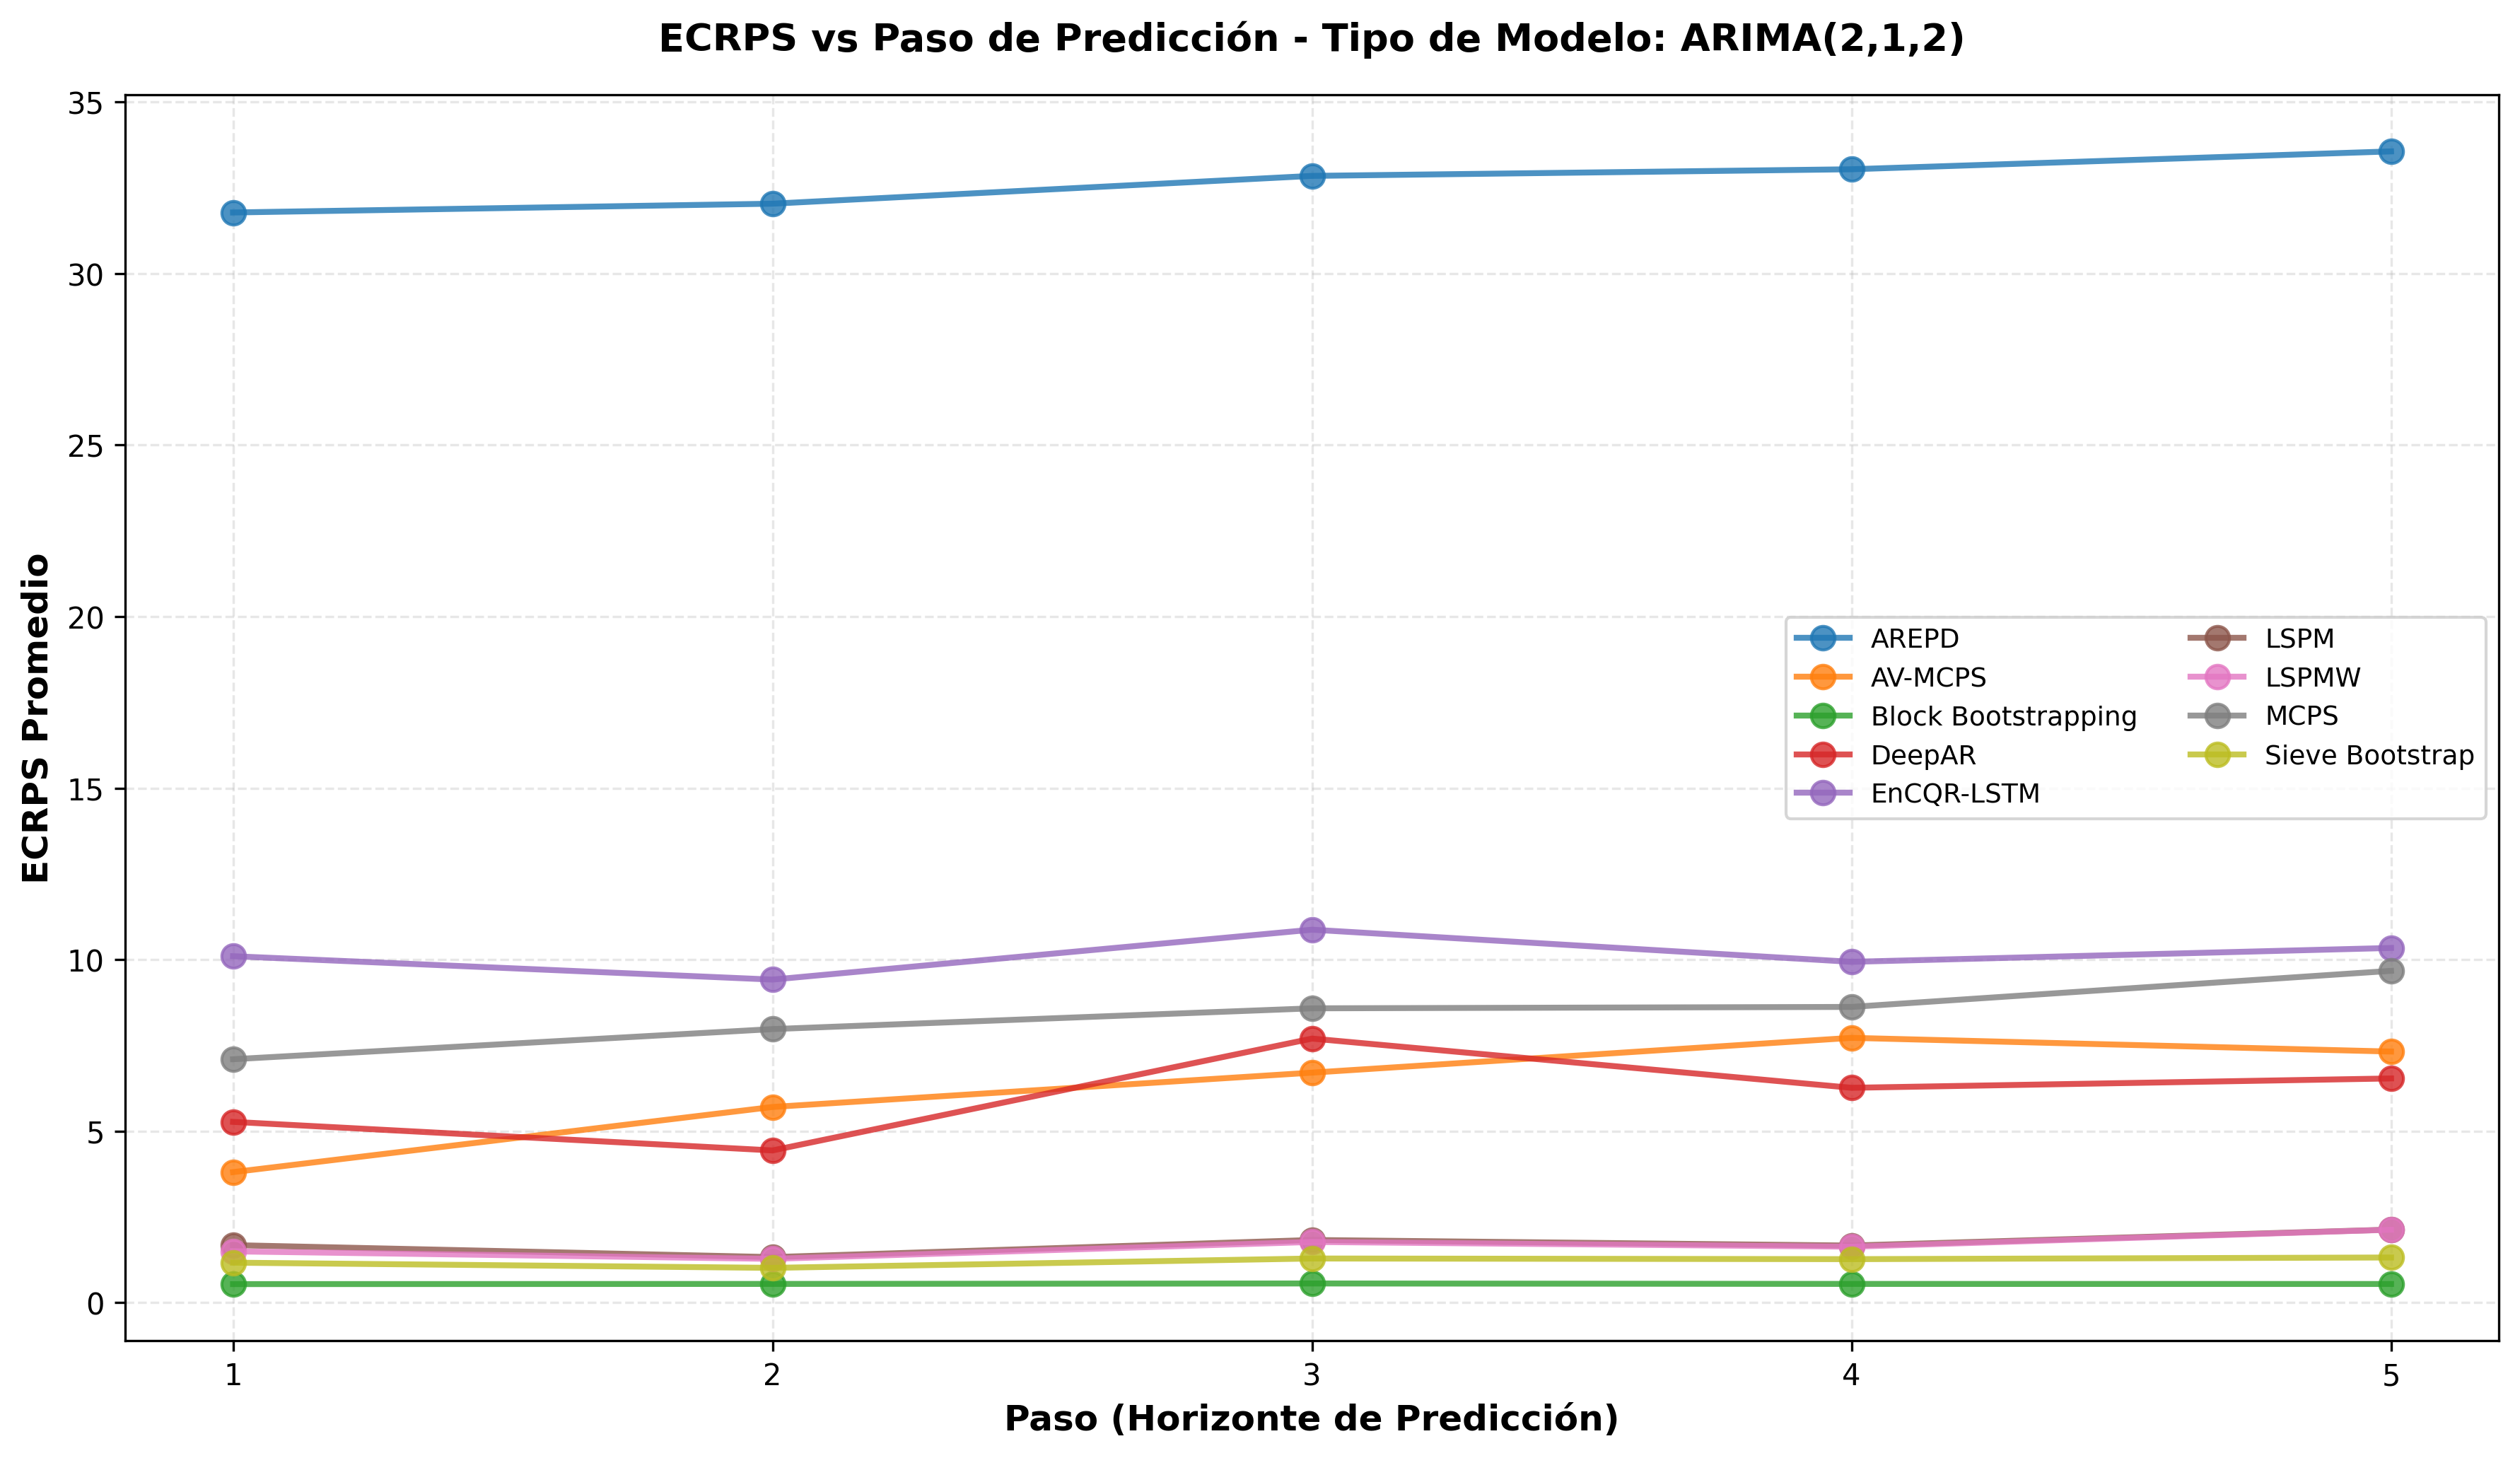 ECRPS vs Paso de Predicción - Tipo de Modelo: ARIMA(2,1,2)
ECRPS Promedio
35
30
25
20
15
10
5
0
AREPD
AV-MCPS
Block Bootstrapping
DeepAR
EnCQR-LSTM
LSPM
LSPMW
MCPS
Sieve Bootstrap
1 2 3 4 5
Paso (Horizonte de Predicción)